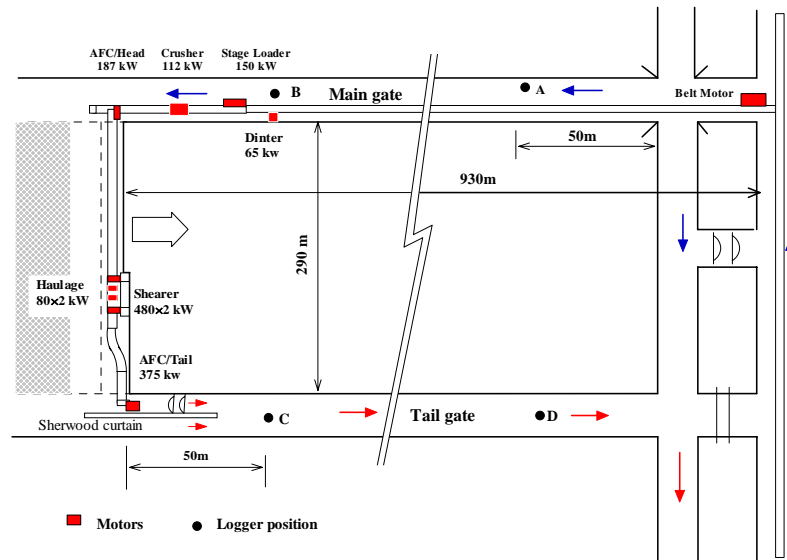 AFC/Head
187 kW
Crusher
112 kW
Stage Loader
150 kW
B
Main gate
A
Belt Motor
Dinter
65 kw
50m
930m
290 m
Haulage
80×2 kW
Shearer
480×2 kW
AFC/Tail
375 kw
Sherwood curtain
C
Tail gate
D
50m
Motors
Logger position